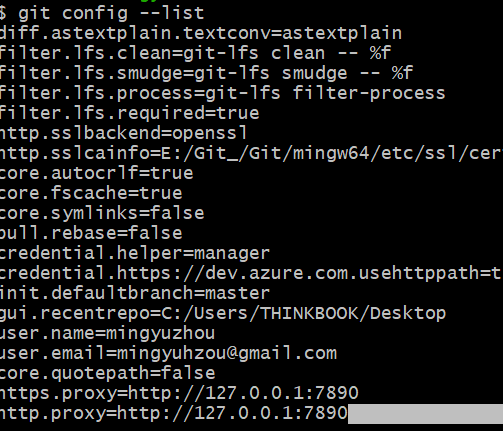 $ git config --list
diff.astextplain.textconv=astextplain
filter.lfs.clean=git-lfs clean -- %f
filter.lfs.smudge=git-lfs smudge -- %f
filter.lfs.process=git-lfs filter-process
filter.lfs.required=true
http.sslbackend=openssl
http.sslcainfo=E:/Git_/Git/mingw64/etc/ssl/cer
core.autocrlf=true
core.fscache=true
core.symlinks=false
pull.rebase=false
credential.helper=manager
credential.https://dev.azure.com.usehttppath=t
init.defaultbranch=master
gui.recentrepo=C:/Users/THINKBOOK/Desktop
user.name=mingyuzhou
user.email=mingyuhzou@gmail.com
core.quotepath=false
https.proxy=http://127.0.0.1:7890
http.proxy=http://127.0.0.1:7890